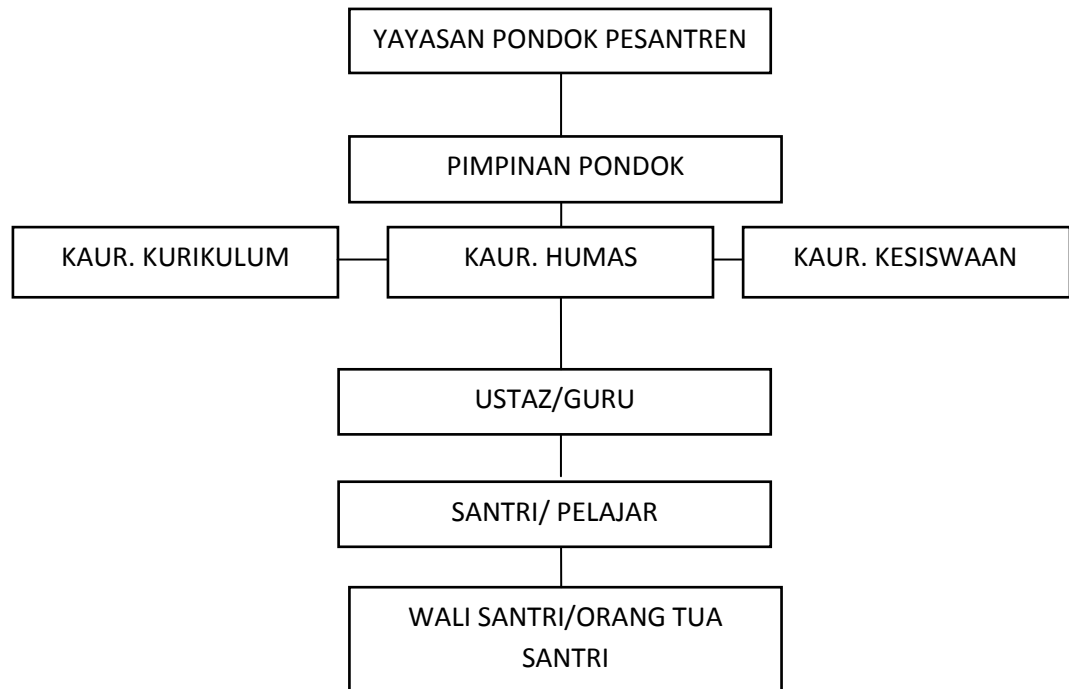 YAYASAN PONDOK PESANTREN
PIMPINAN PONDOK
KAUR. KURIKULUM
KAUR. HUMAS
KAUR. KESISWAAN
USTAZ/GURU
SANTRI/ PELAJAR
WALI SANTRI/ORANG TUA
SANTRI